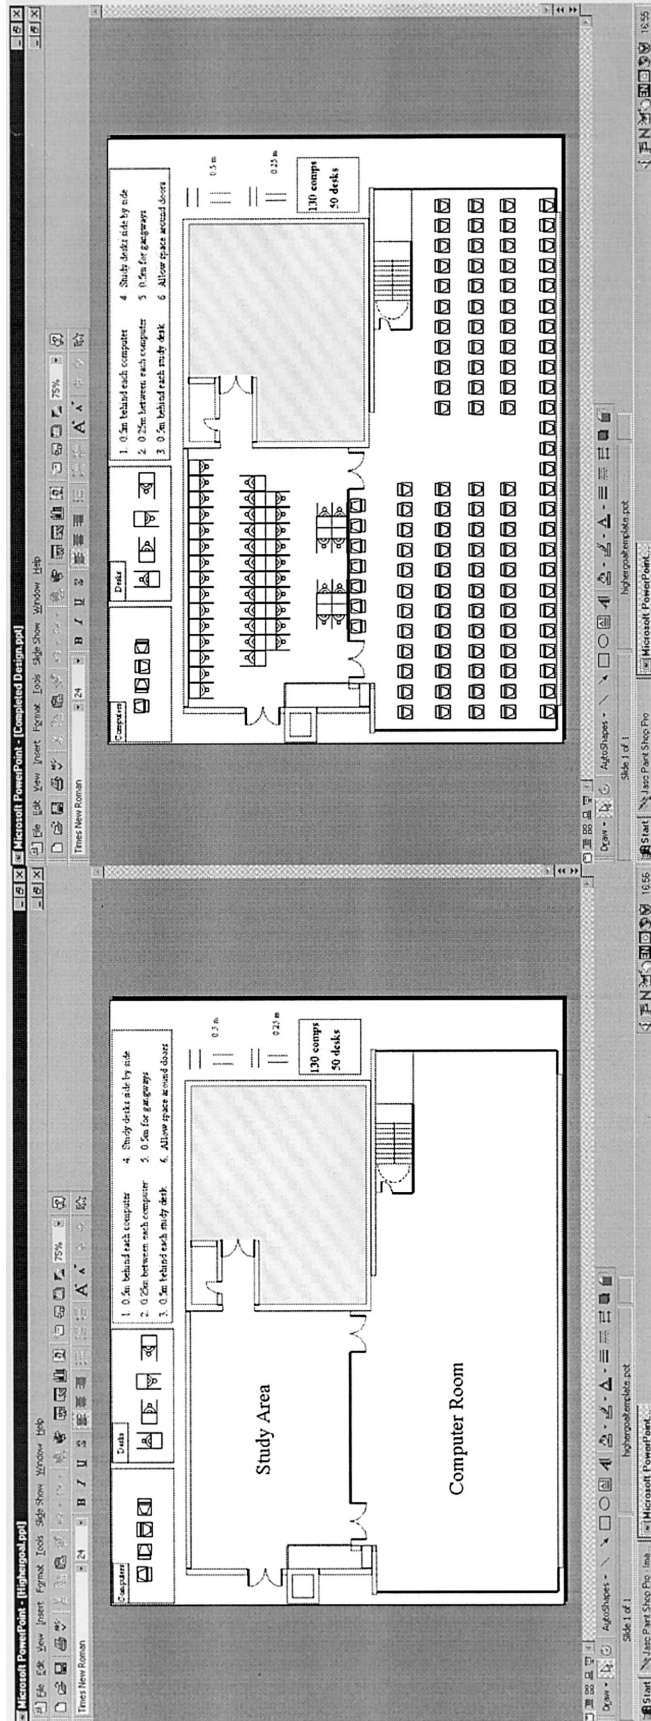 Microsoft PowerPoint - [Highergoal.ppt]
File Edit View Insert Format Tools Slide Show Window Help
75%
Times New Roman
24
B I U S
Computers
Desks
1. 0.5m behind each computer
2. 0.25m between each computer
3. 0.5m behind each study desk
4. Study desks side by side
5. 0.5m for gangways
6. Allow space around doors
0.5 m
0.25 m
130 comps
50 desks
Study Area
Computer Room
Draw
AutoShapes
Slide 1 of 1
highergoaltemplate.pot
Start
Jasc Paint Shop Pro - Ima
Microsoft PowerPoint...
EN
16:56
Microsoft PowerPoint - [Completed Design.ppt]
File Edit View Insert Format Tools Slide Show Window Help
75%
Times New Roman
24
B I U S
Computers
Desks
1. 0.5m behind each computer
2. 0.25m between each computer
3. 0.5m behind each study desk
4. Study desks side by side
5. 0.5m for gangways
6. Allow space around doors
0.5 m
0.25 m
130 comps
50 desks
Draw
AutoShapes
Slide 1 of 1
highergoaltemplate.pot
Start
Jasc Paint Shop Pro
Microsoft PowerPoint...
EN
16:55